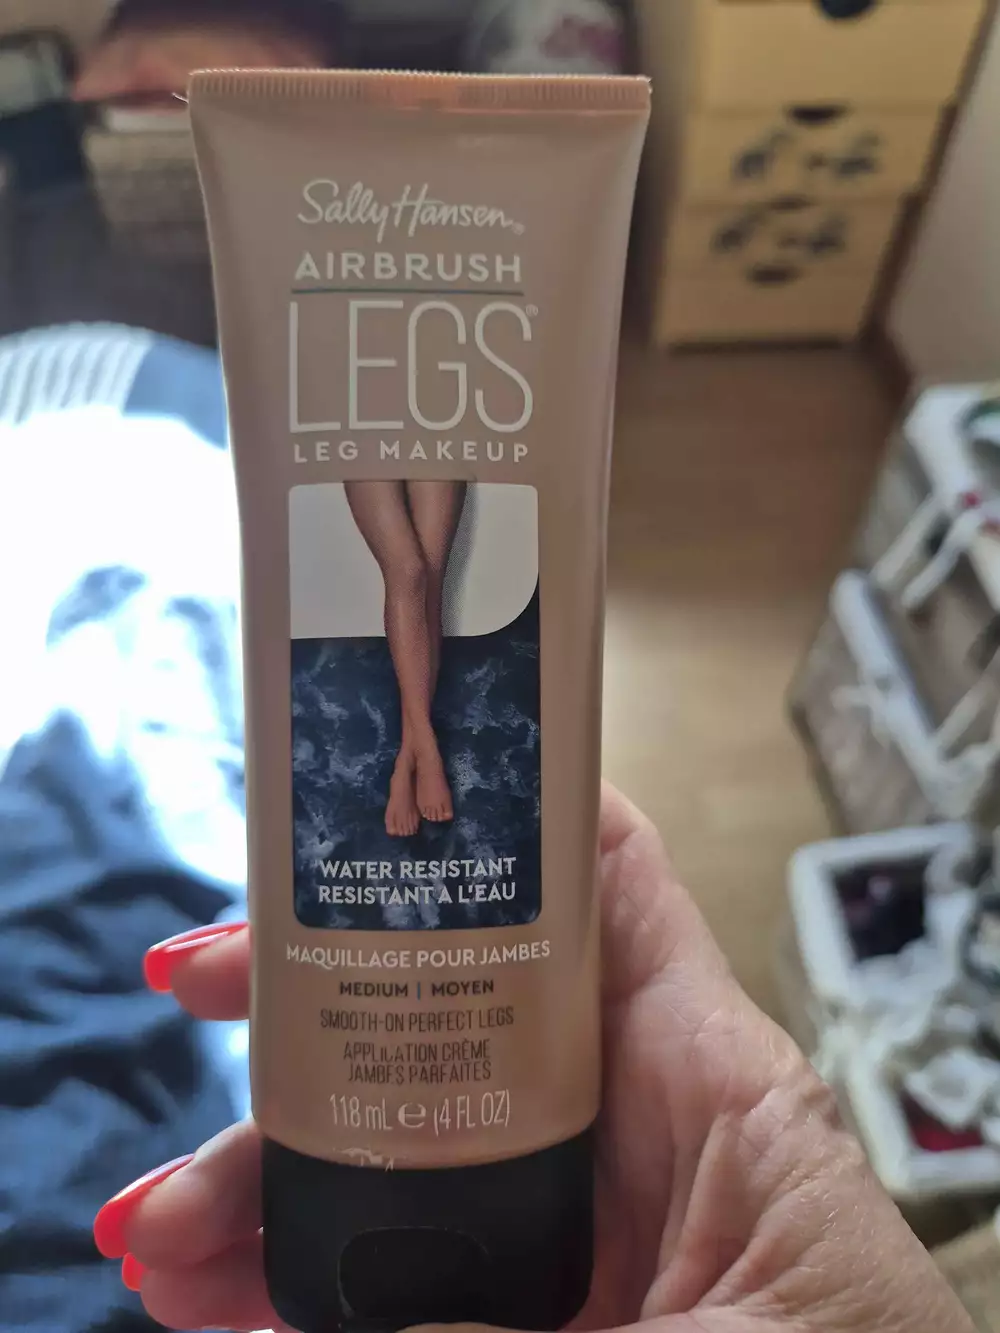 Sally Hansen®
AIRBRUSH
LEGS
LEG MAKEUP
WATER RESISTANT
RESISTANT A L'EAU
MAQUILLAGE POUR JAMBES
MEDIUM | MOYEN
SMOOTH-ON PERFECT LEGS
APPLICATION CRÈME
JAMBES PARFAITES
118 mL ℮ (4 FL OZ)